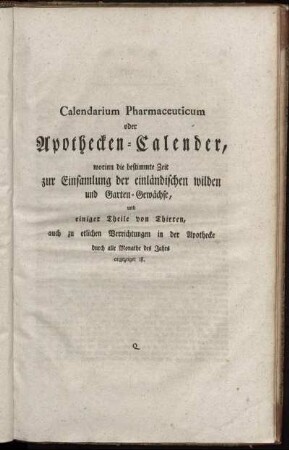 Calendarium Pharmaceuticum
oder
Apothecken-Calender,
worinn die bestimmte Zeit
zur Einsamlung der einländischen wilden
und Garten-Gewächse,
und
einiger Theile von Thieren,
auch zu etlichen Verrichtungen in der Apothecke
durch alle Monathe des Jahrs
angezeiget ist.
Q